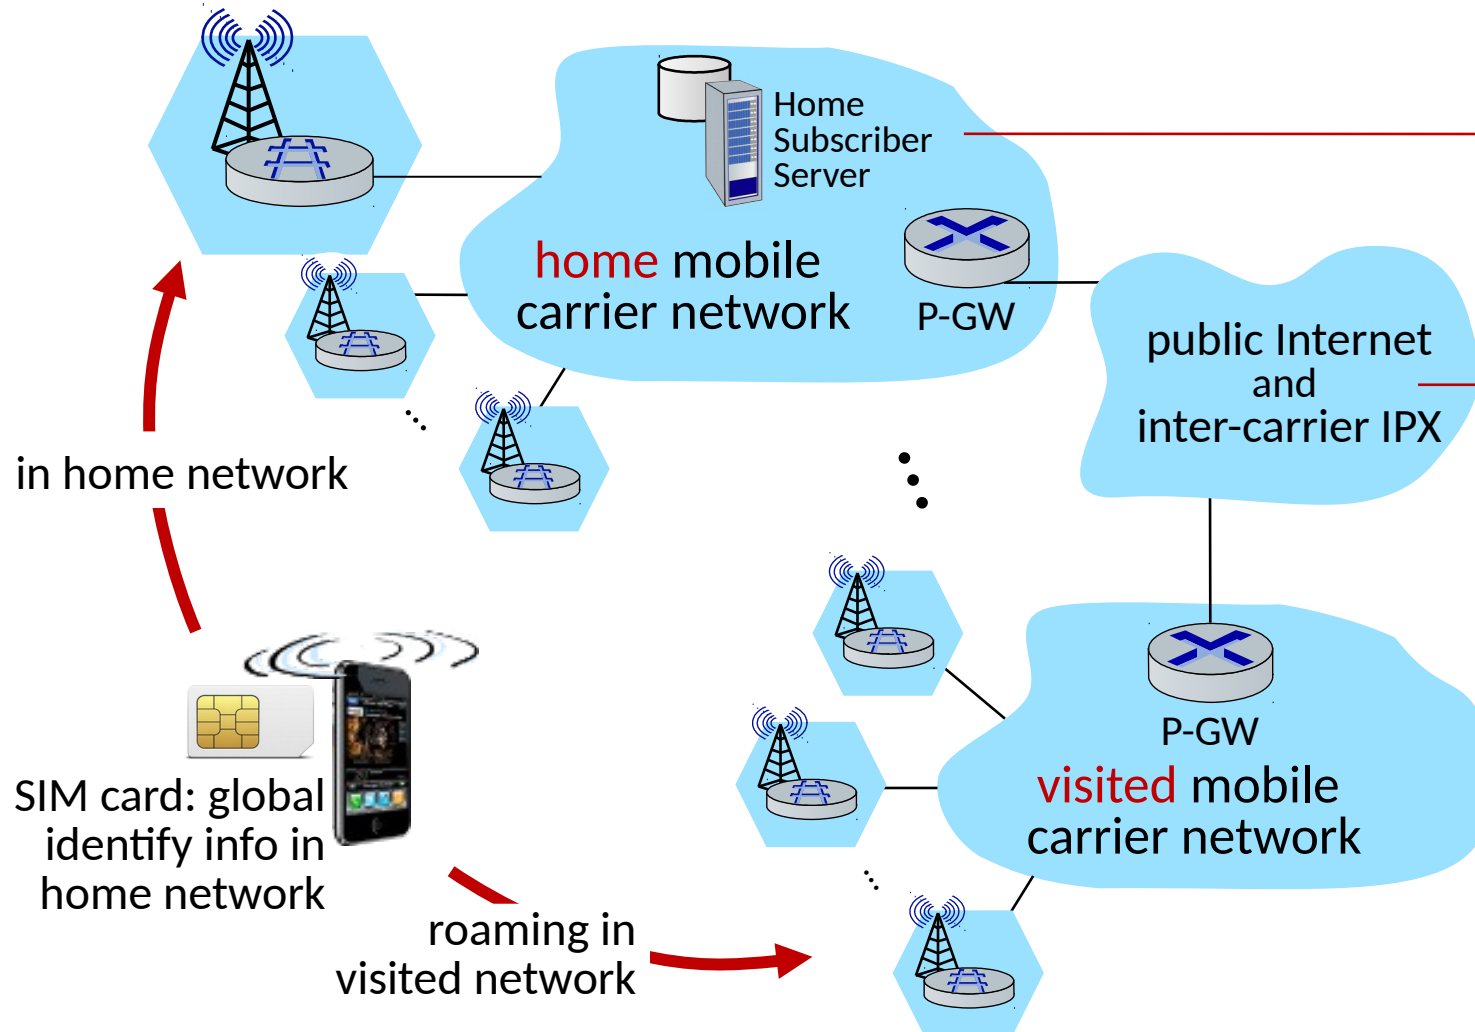 Home
Subscriber
Server
home mobile
carrier network
P-GW
public Internet
and
inter-carrier IPX
in home network
P-GW
visited mobile
carrier network
SIM card: global
identify info in
home network
roaming in
visited network